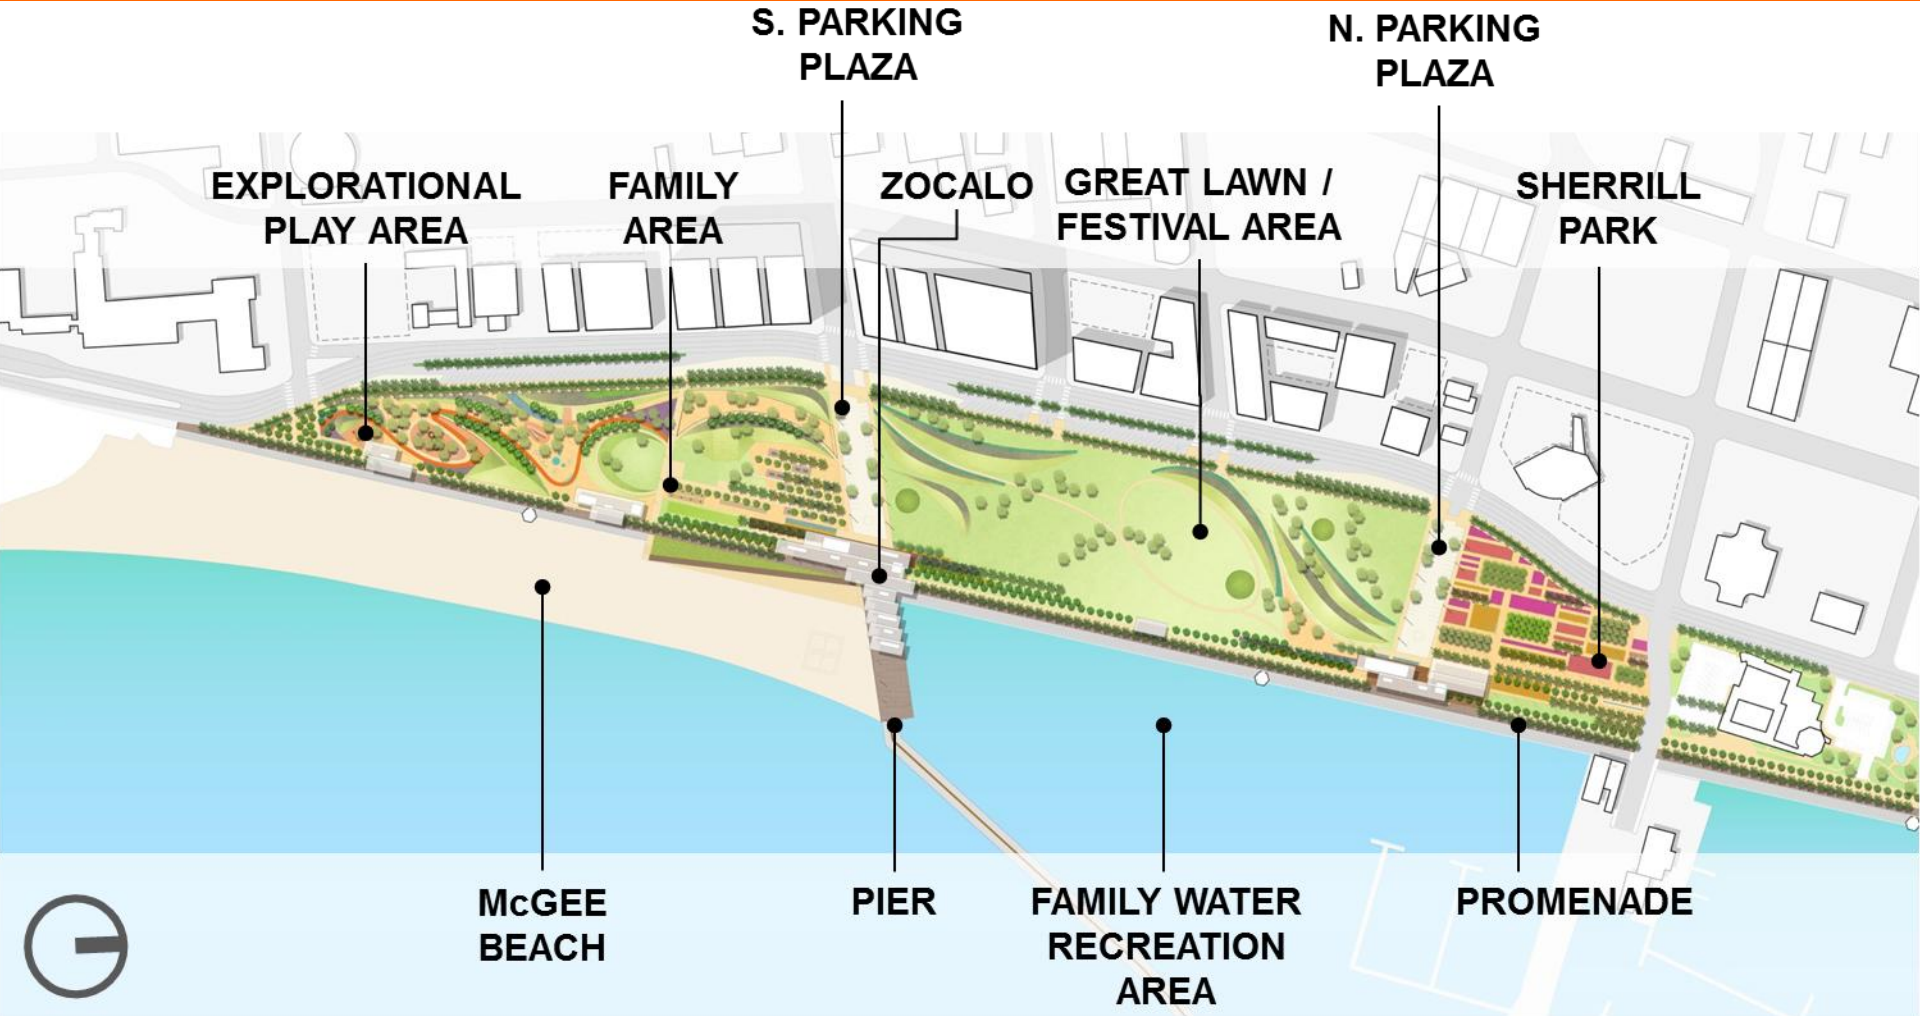 S. PARKING
PLAZA
N. PARKING
PLAZA
EXPLORATIONAL
PLAY AREA
FAMILY
AREA
ZOCALO
GREAT LAWN /
FESTIVAL AREA
SHERRILL
PARK
McGEE
BEACH
PIER
FAMILY WATER
RECREATION
AREA
PROMENADE